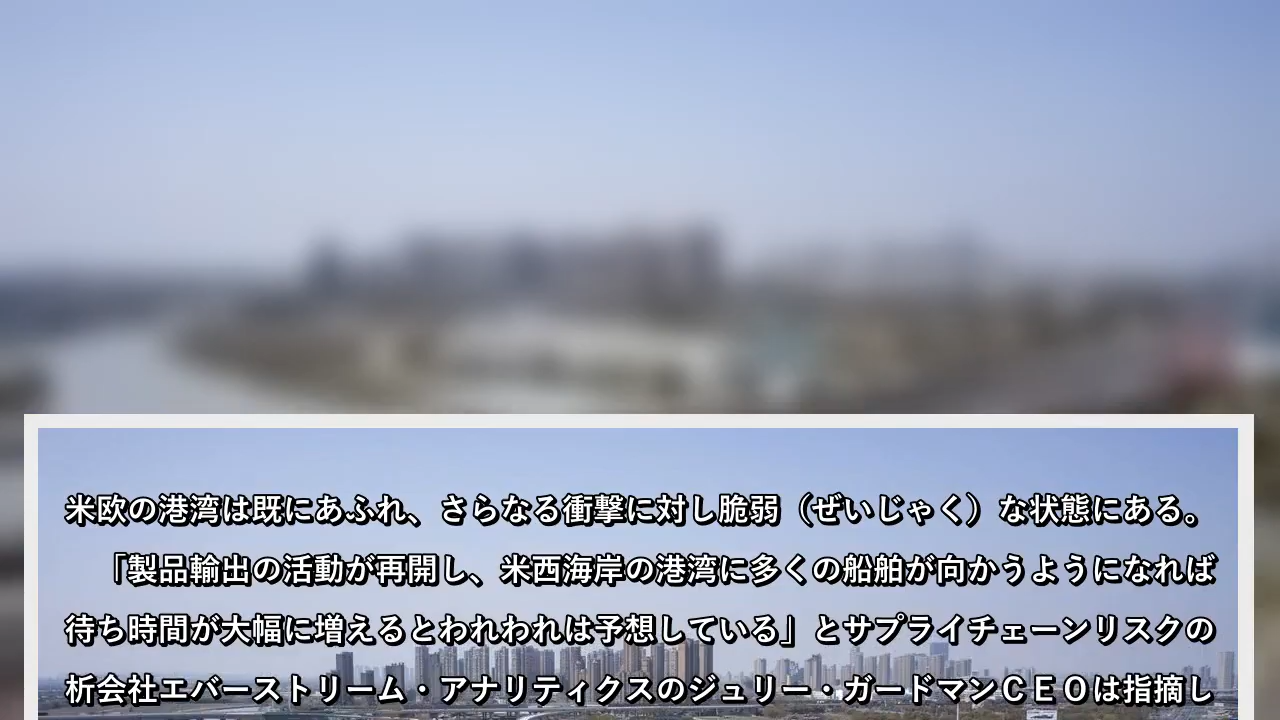 米欧の港湾は既にあふれ、さらなる衝撃に対し脆弱（ぜいじゃく）な状態にある。
「製品輸出の活動が再開し、米西海岸の港湾に多くの船舶が向かうようになれば
待ち時間が大幅に増えるとわれわれは予想している」とサプライチェーンリスクの
析会社エバーストリーム・アナリティクスのジュリー・ガードマンＣＥＯは指摘し